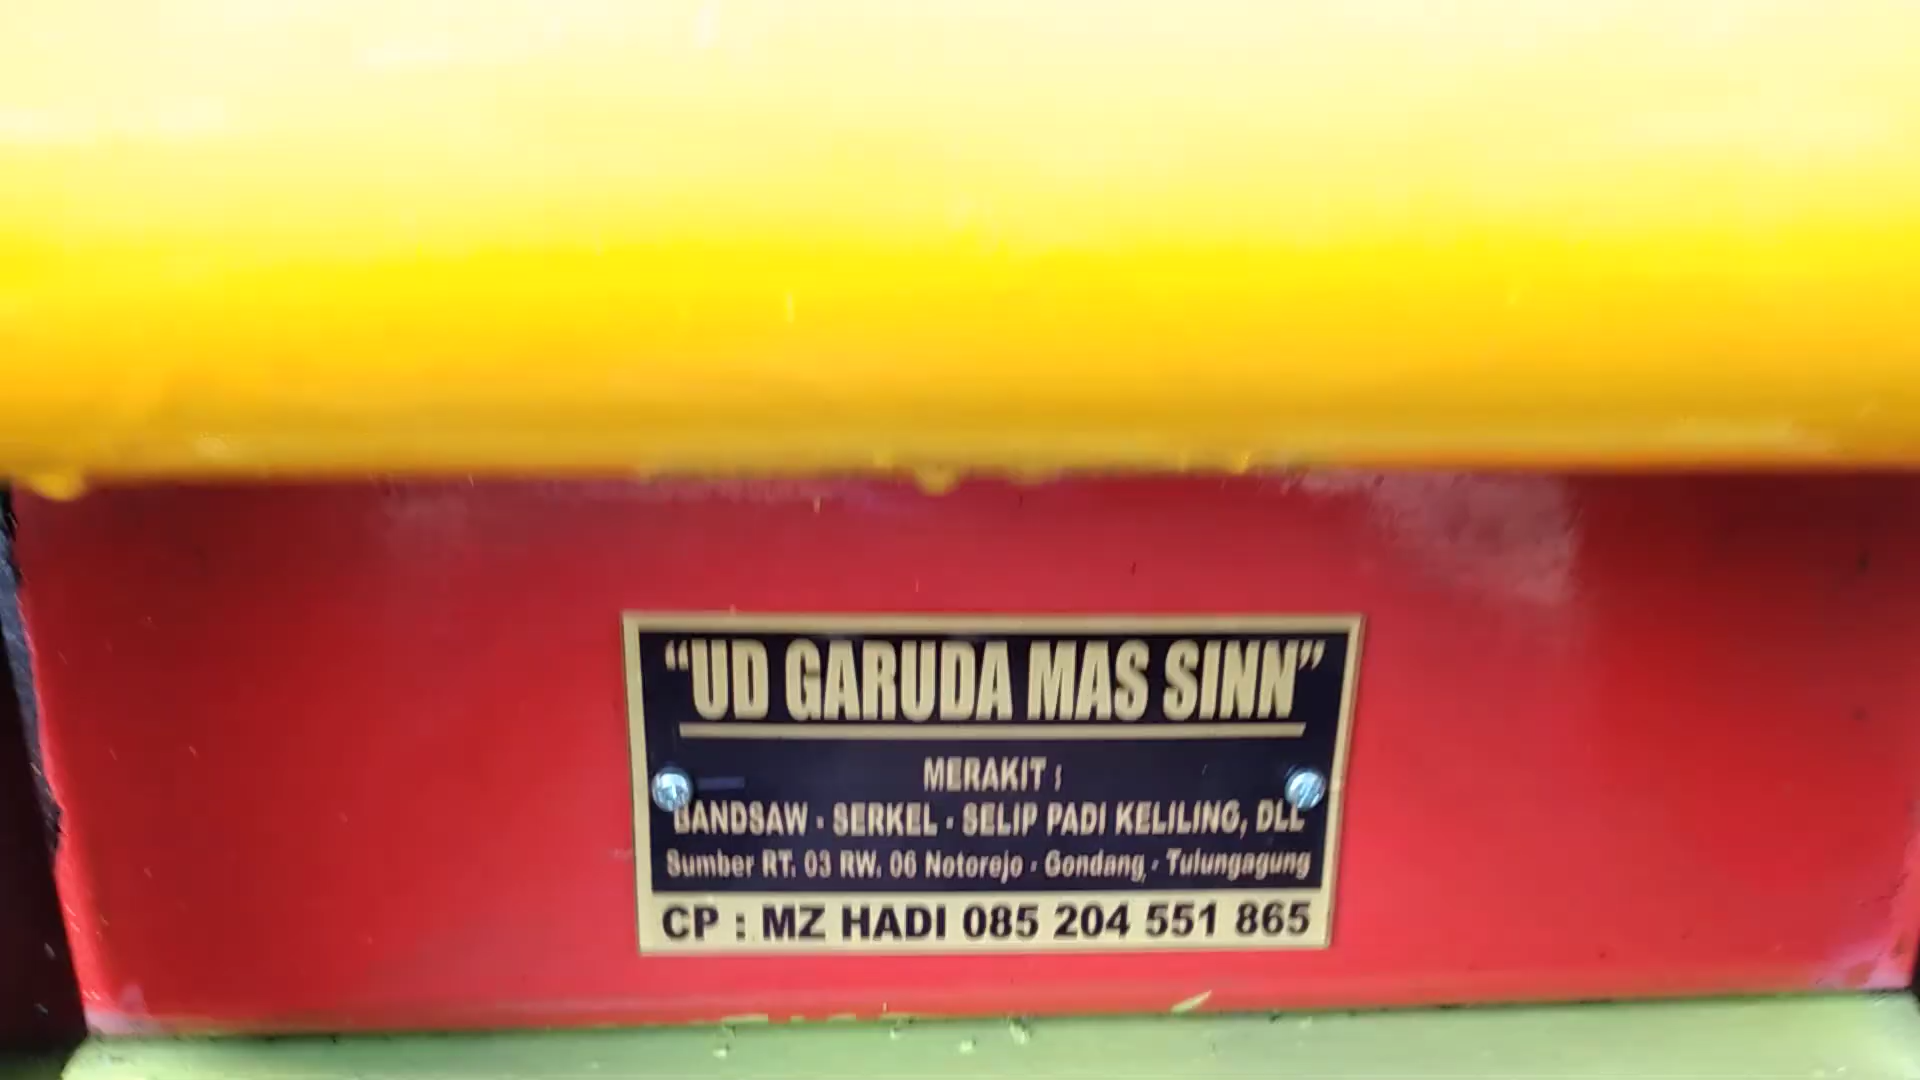 “UD GARUDA MAS SINN”
MERAKIT :
BANDSAW - SERKEL - SELIP PADI KELILING, DLL
Sumber RT. 03 RW. 06 Notorejo - Gondang, - Tulungagung
CP : MZ HADI 085 204 551 865